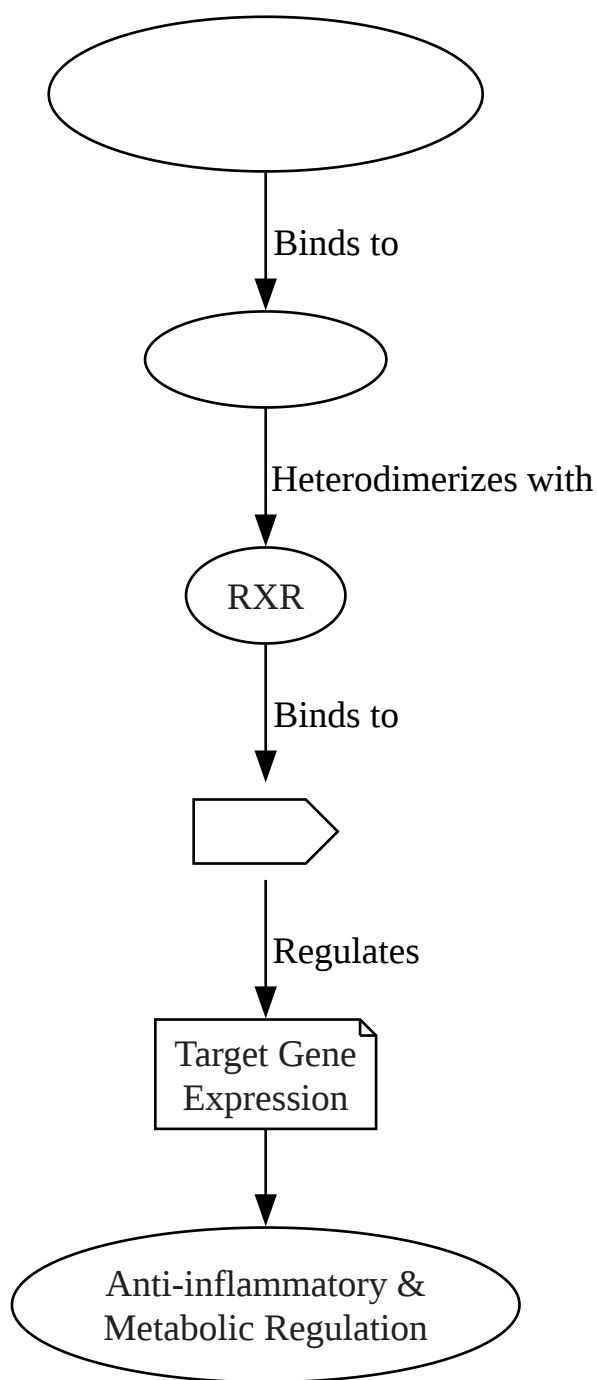 Binds to
Heterodimerizes with
RXR
Binds to
Regulates
Target Gene
Expression
Anti-inflammatory &
Metabolic Regulation